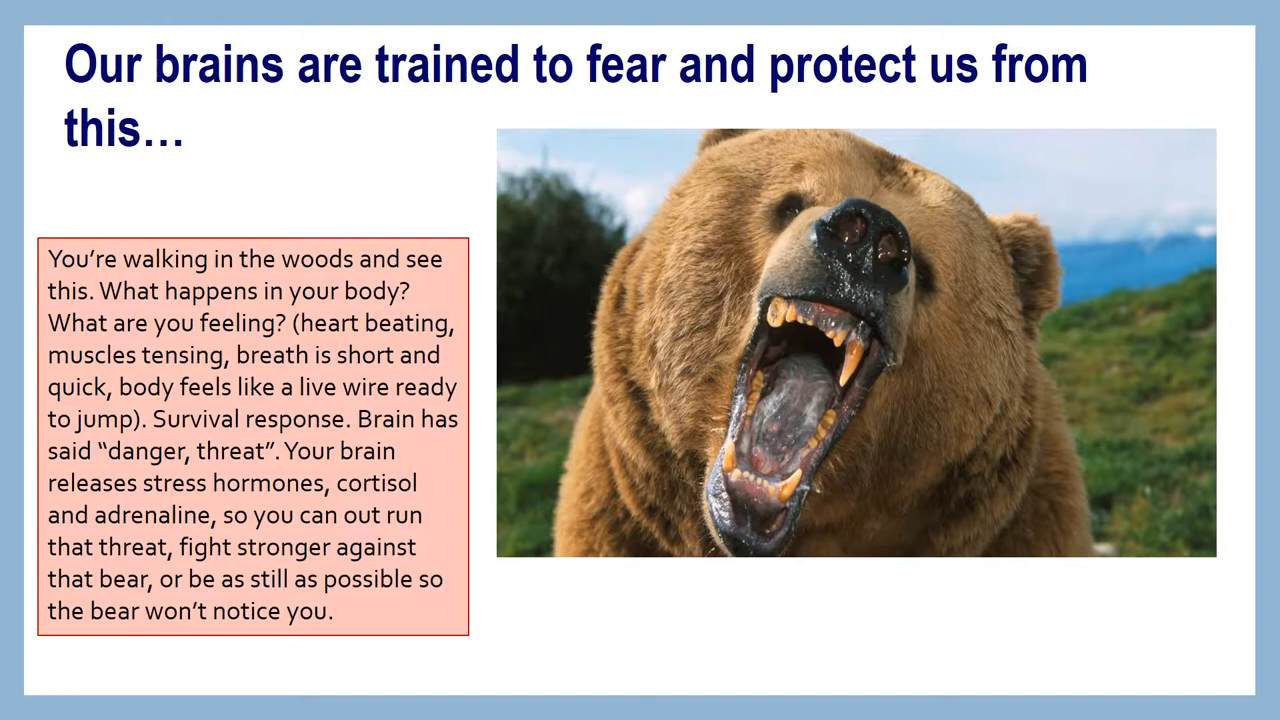 Our brains are trained to fear and protect us from
this…
You’re walking in the woods and see
this. What happens in your body?
What are you feeling? (heart beating,
muscles tensing, breath is short and
quick, body feels like a live wire ready
to jump). Survival response. Brain has
said “danger, threat”. Your brain
releases stress hormones, cortisol
and adrenaline, so you can out run
that threat, fight stronger against
that bear, or be as still as possible so
the bear won’t notice you.